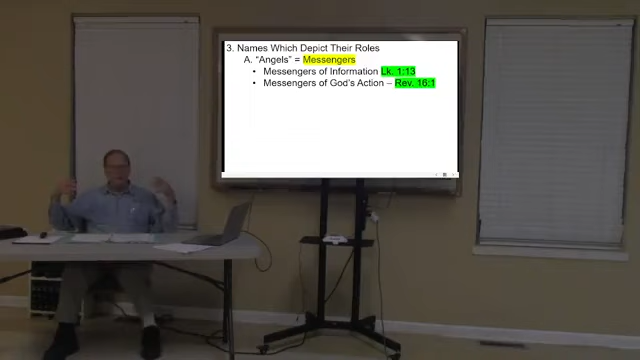 3. Names Which Depict Their Roles
A. “Angels” = Messengers
• Messengers of Information Lk. 1:13
• Messengers of God’s Action – Rev. 16:1